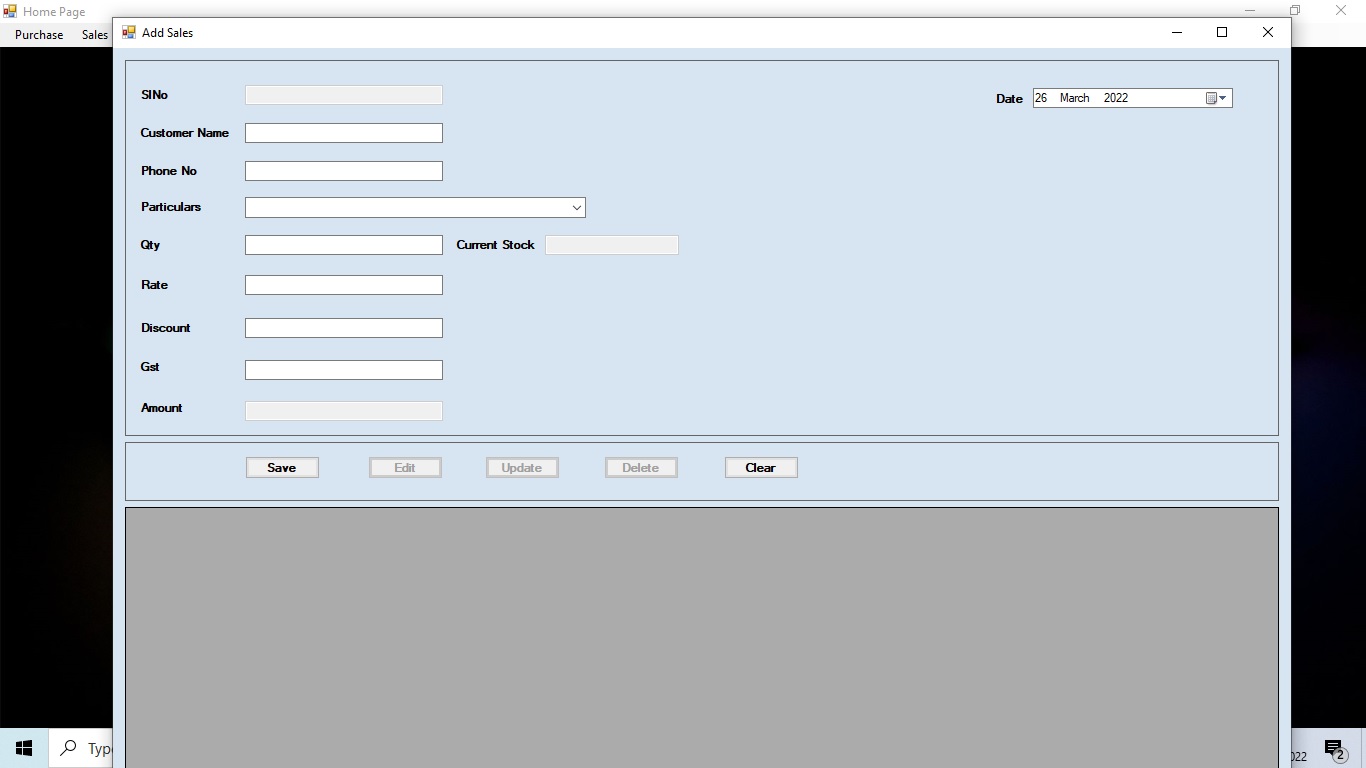 Home Page
Purchase Sales
Add Sales
SlNo
Date 26 March 2022
Customer Name
Phone No
Particulars
Qty Current Stock
Rate
Discount
Gst
Amount
Save Edit Update Delete Clear
Typ
022
2